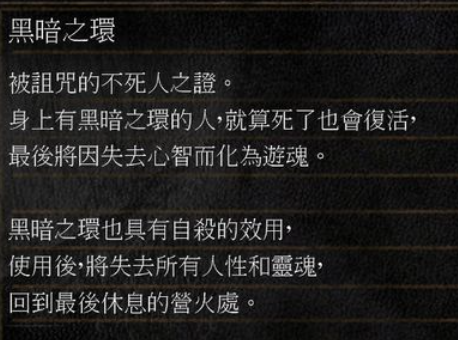 黑暗之環
被詛咒的不死人之證。
身上有黑暗之環的人,就算死了也會復活,
最後將因失去心智而化為遊魂。
黑暗之環也具有自殺的效用,
使用後,將失去所有人性和靈魂,
回到最後休息的營火處。